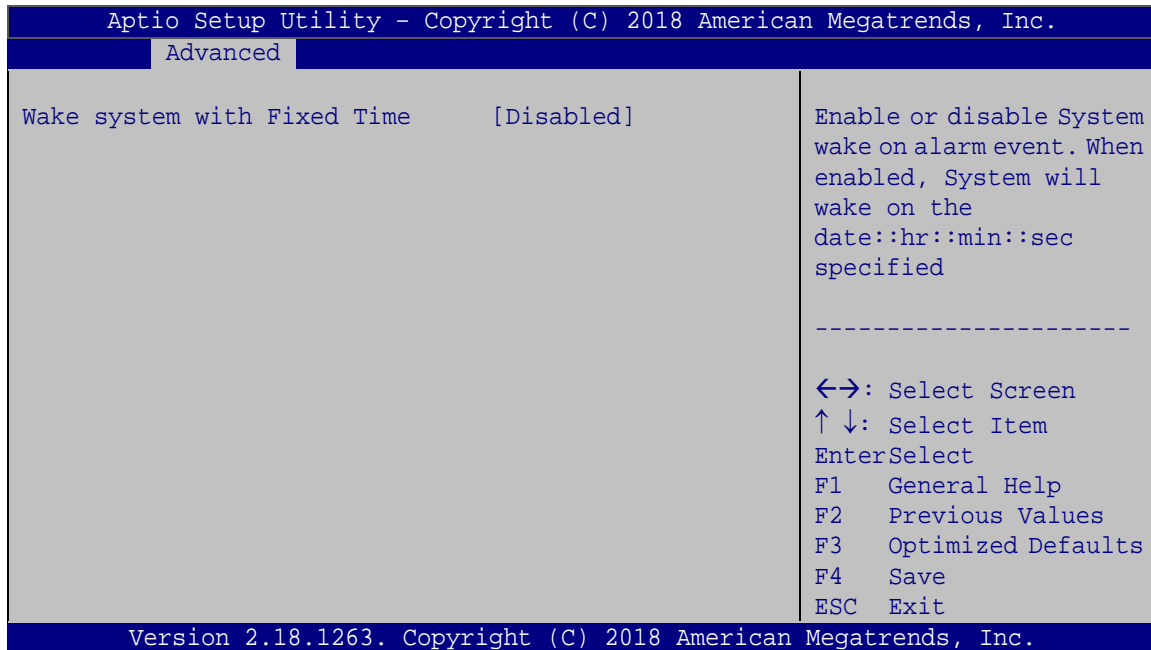 Aptio Setup Utility – Copyright (C) 2018 American Megatrends, Inc.
Advanced
Wake system with Fixed Time [Disabled]
Enable or disable System
wake on alarm event. When
enabled, System will
wake on the
date::hr::min::sec
specified
----------------------
←→: Select Screen
↑ ↓: Select Item
EnterSelect
F1 General Help
F2 Previous Values
F3 Optimized Defaults
F4 Save
ESC Exit
Version 2.18.1263. Copyright (C) 2018 American Megatrends, Inc.